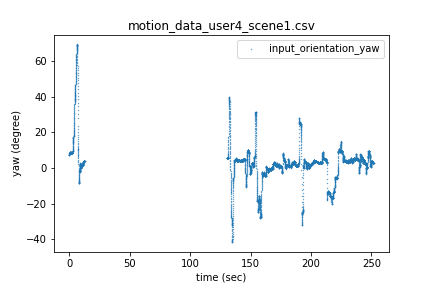 motion_data_user4_scene1.csv
input_orientation_yaw
60
40
20
0
−20
−40
yaw (degree)
0 50 100 150 200 250
time (sec)